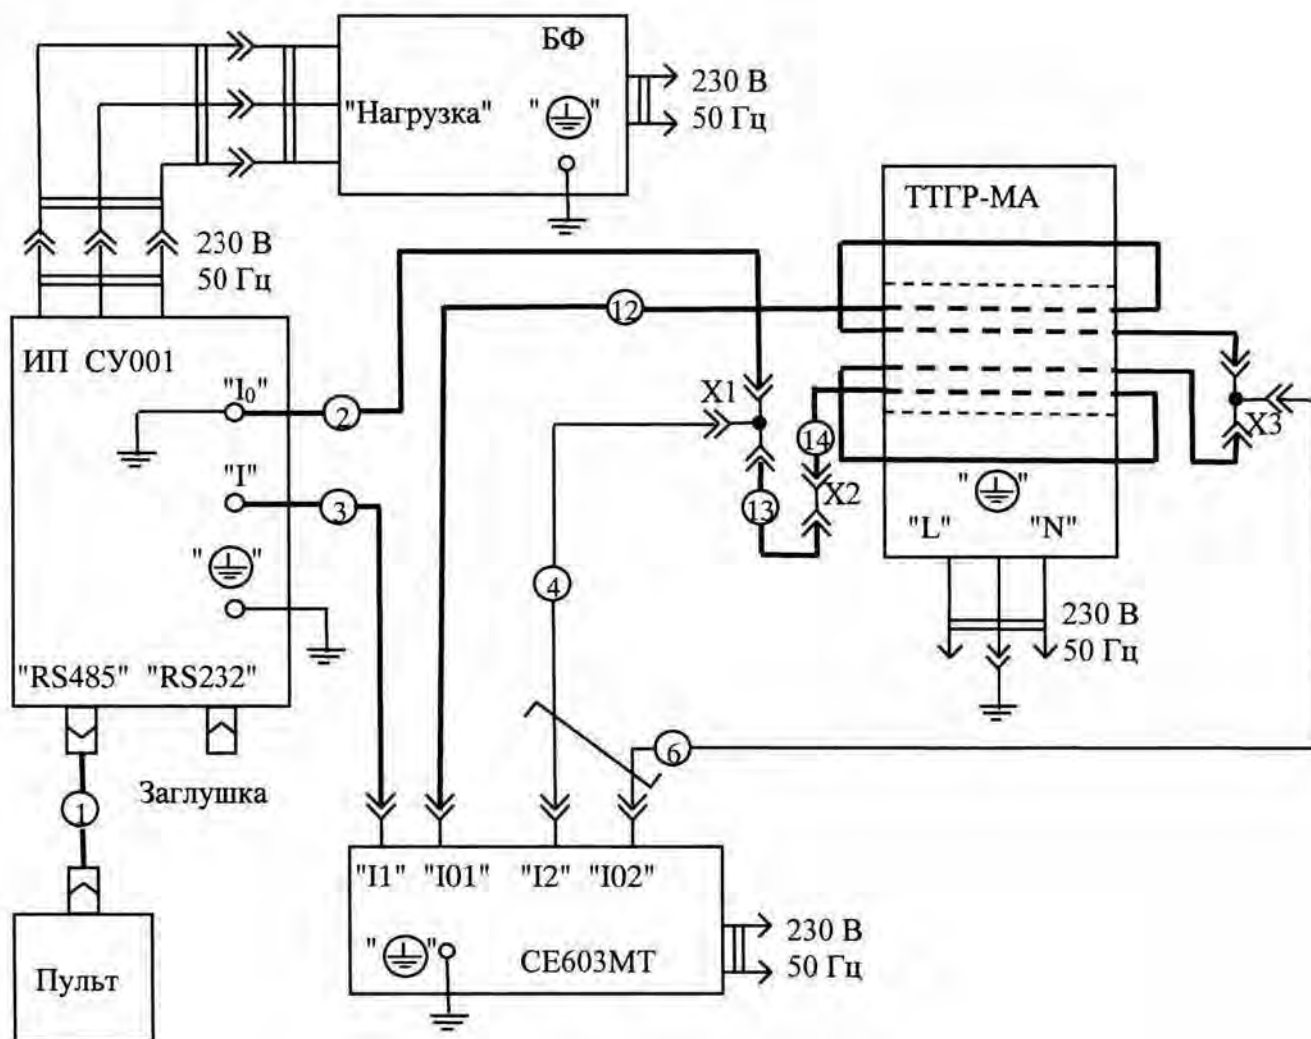 БФ
"Нагрузка"
" "
230 В
50 Гц
230 В
50 Гц
ТТГР-МА
12
ИП СУ001
"I₀"
2
X1
14
X3
"I"
3
13
X2
" "
"L"
"N"
" "
4
230 В
50 Гц
"RS485"
"RS232"
6
Заглушка
1
"I1"
"I01"
"I2"
"I02"
" "
СЕ603МТ
230 В
50 Гц
Пульт